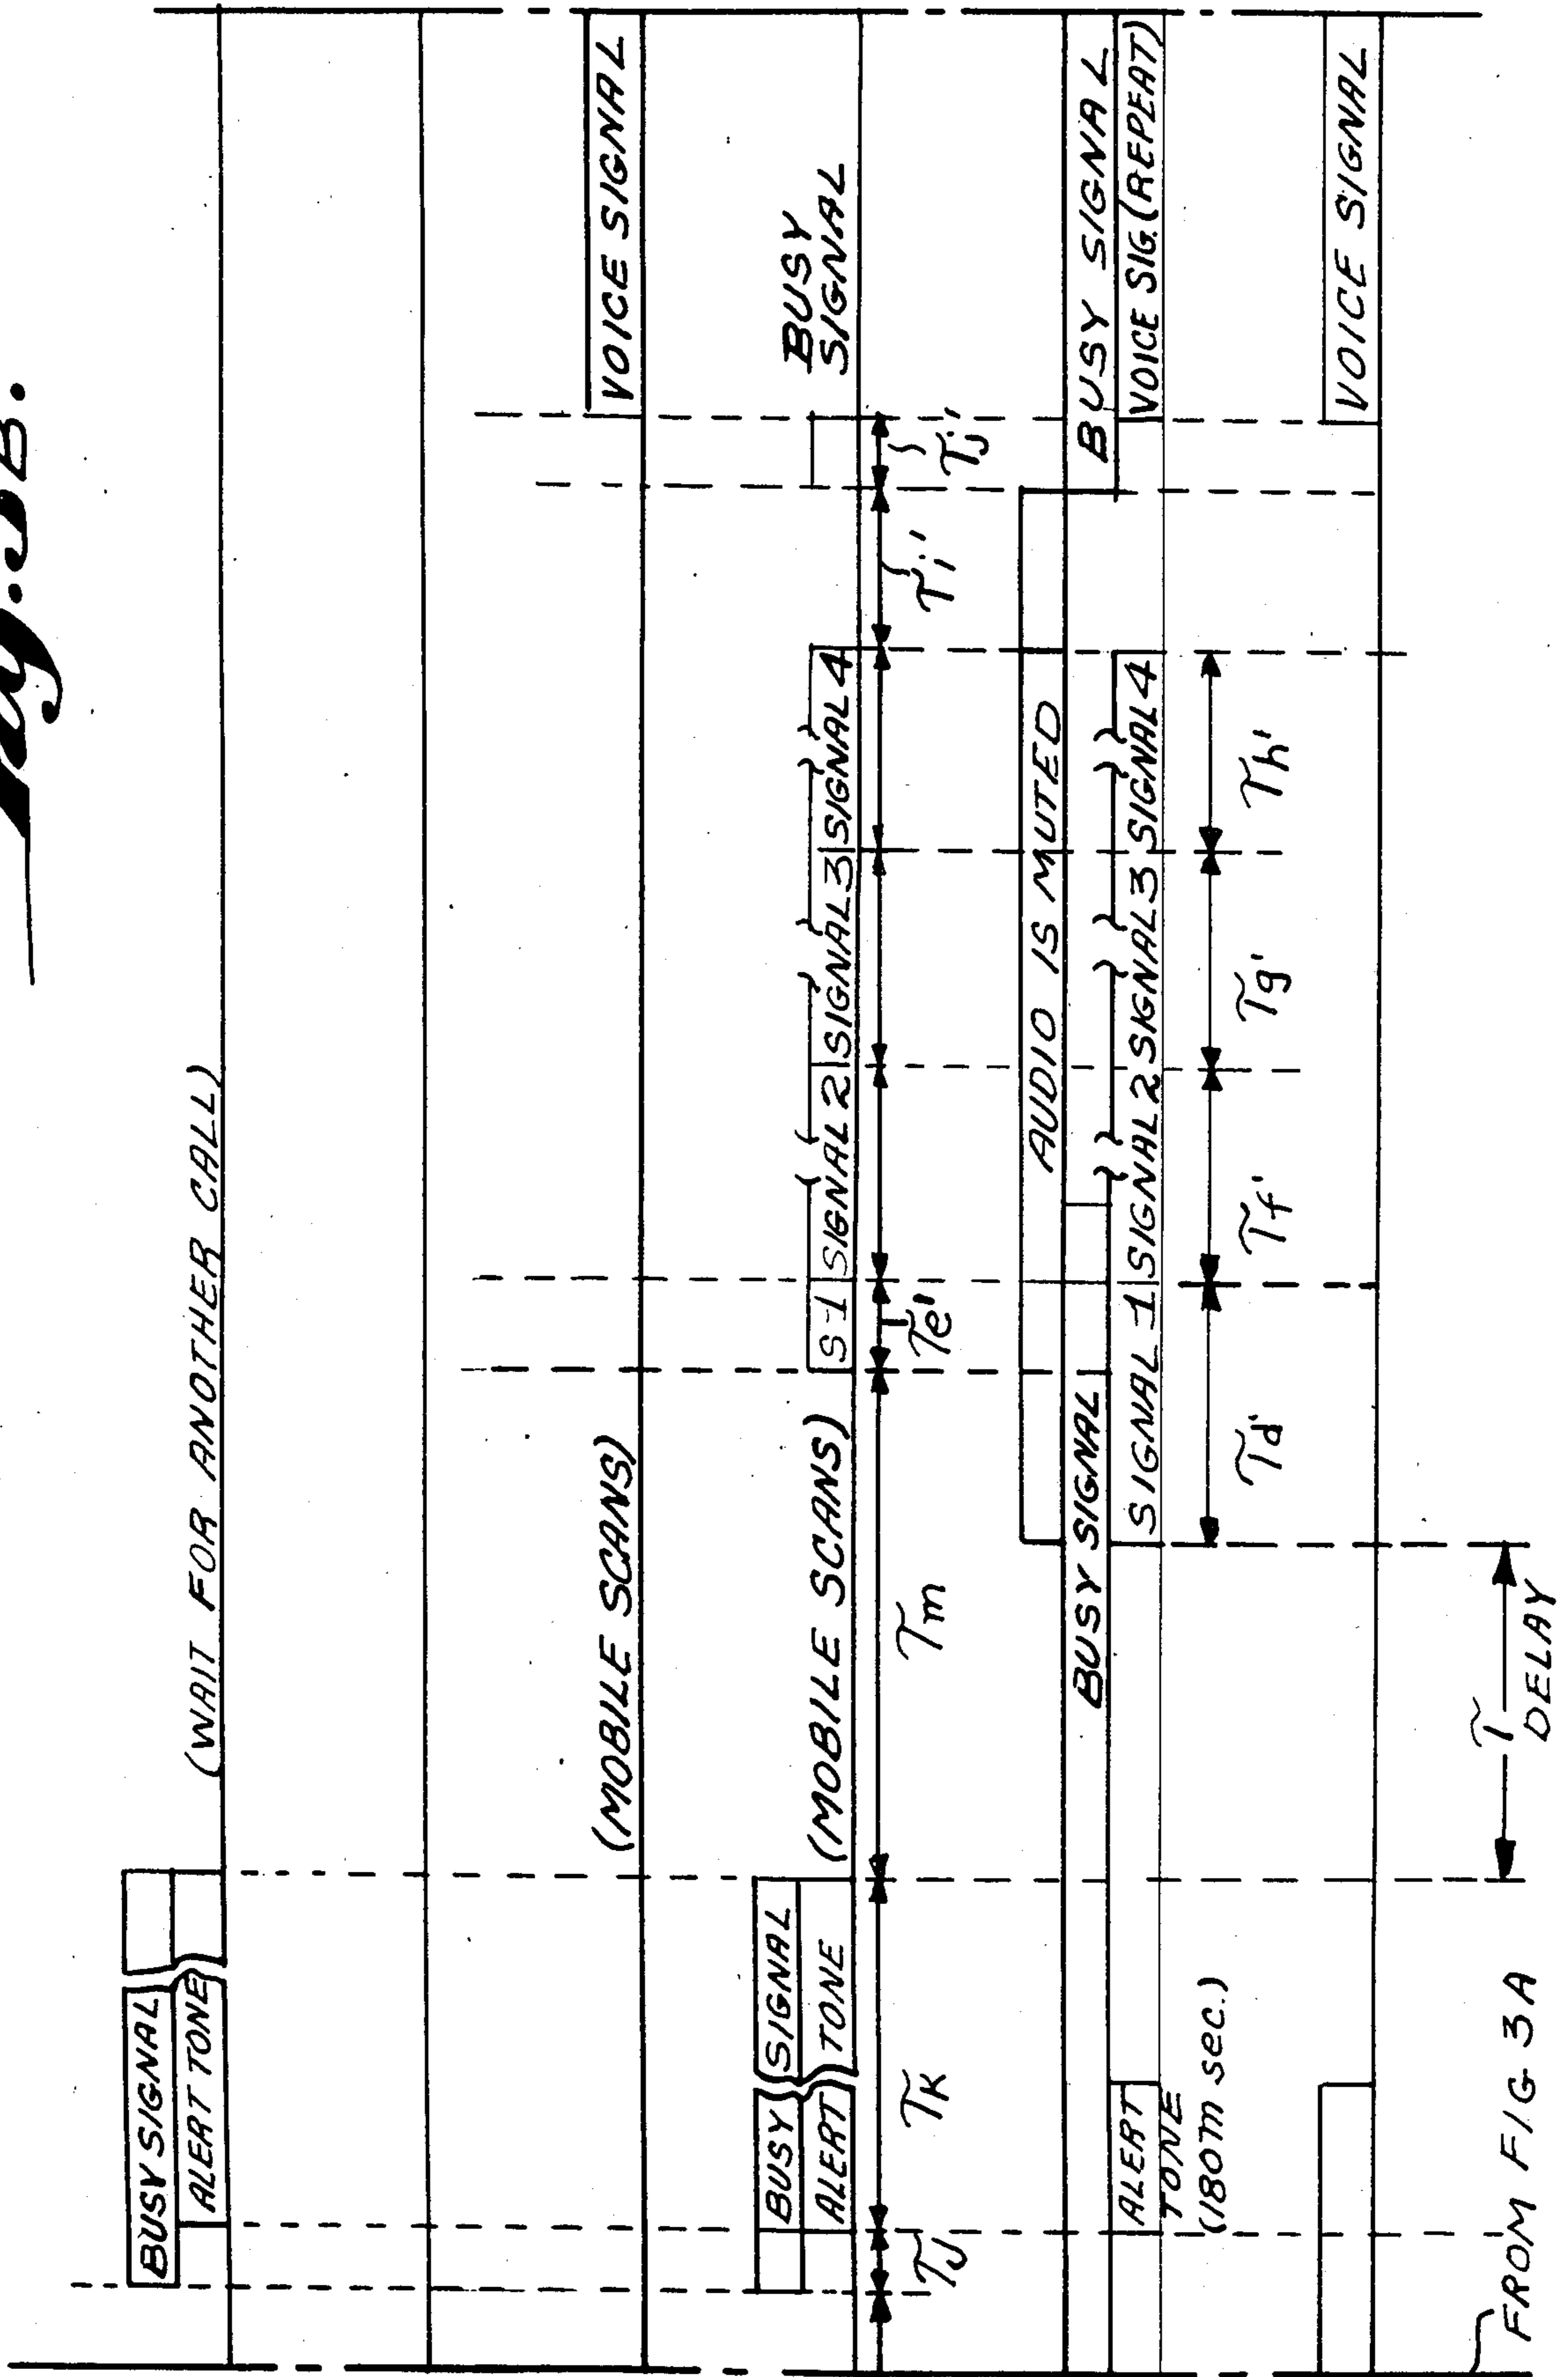 BUSY SIGNAL
ALERT TONE
(WAIT FOR ANOTHER CALL)
(MOBILE SCANS)
VOICE SIGNAL
BUSY SIGNAL
ALERT TONE
(MOBILE SCANS)
S-1 SIGNAL 2 SIGNAL 3 SIGNAL 4
BUSY
SIGNAL
TJ
TK
Tm
Te'
Ti'
Tj'
AUDIO IS MUTED
BUSY SIGNAL
BUSY SIGNAL
ALERT
TONE
(180m sec.)
SIGNAL 1 SIGNAL 2 SIGNAL 3 SIGNAL 4
VOICE SIG. (REPEAT)
Td'
Tf'
Tg'
Th'
VOICE SIGNAL
T
DELAY
FROM FIG 3A